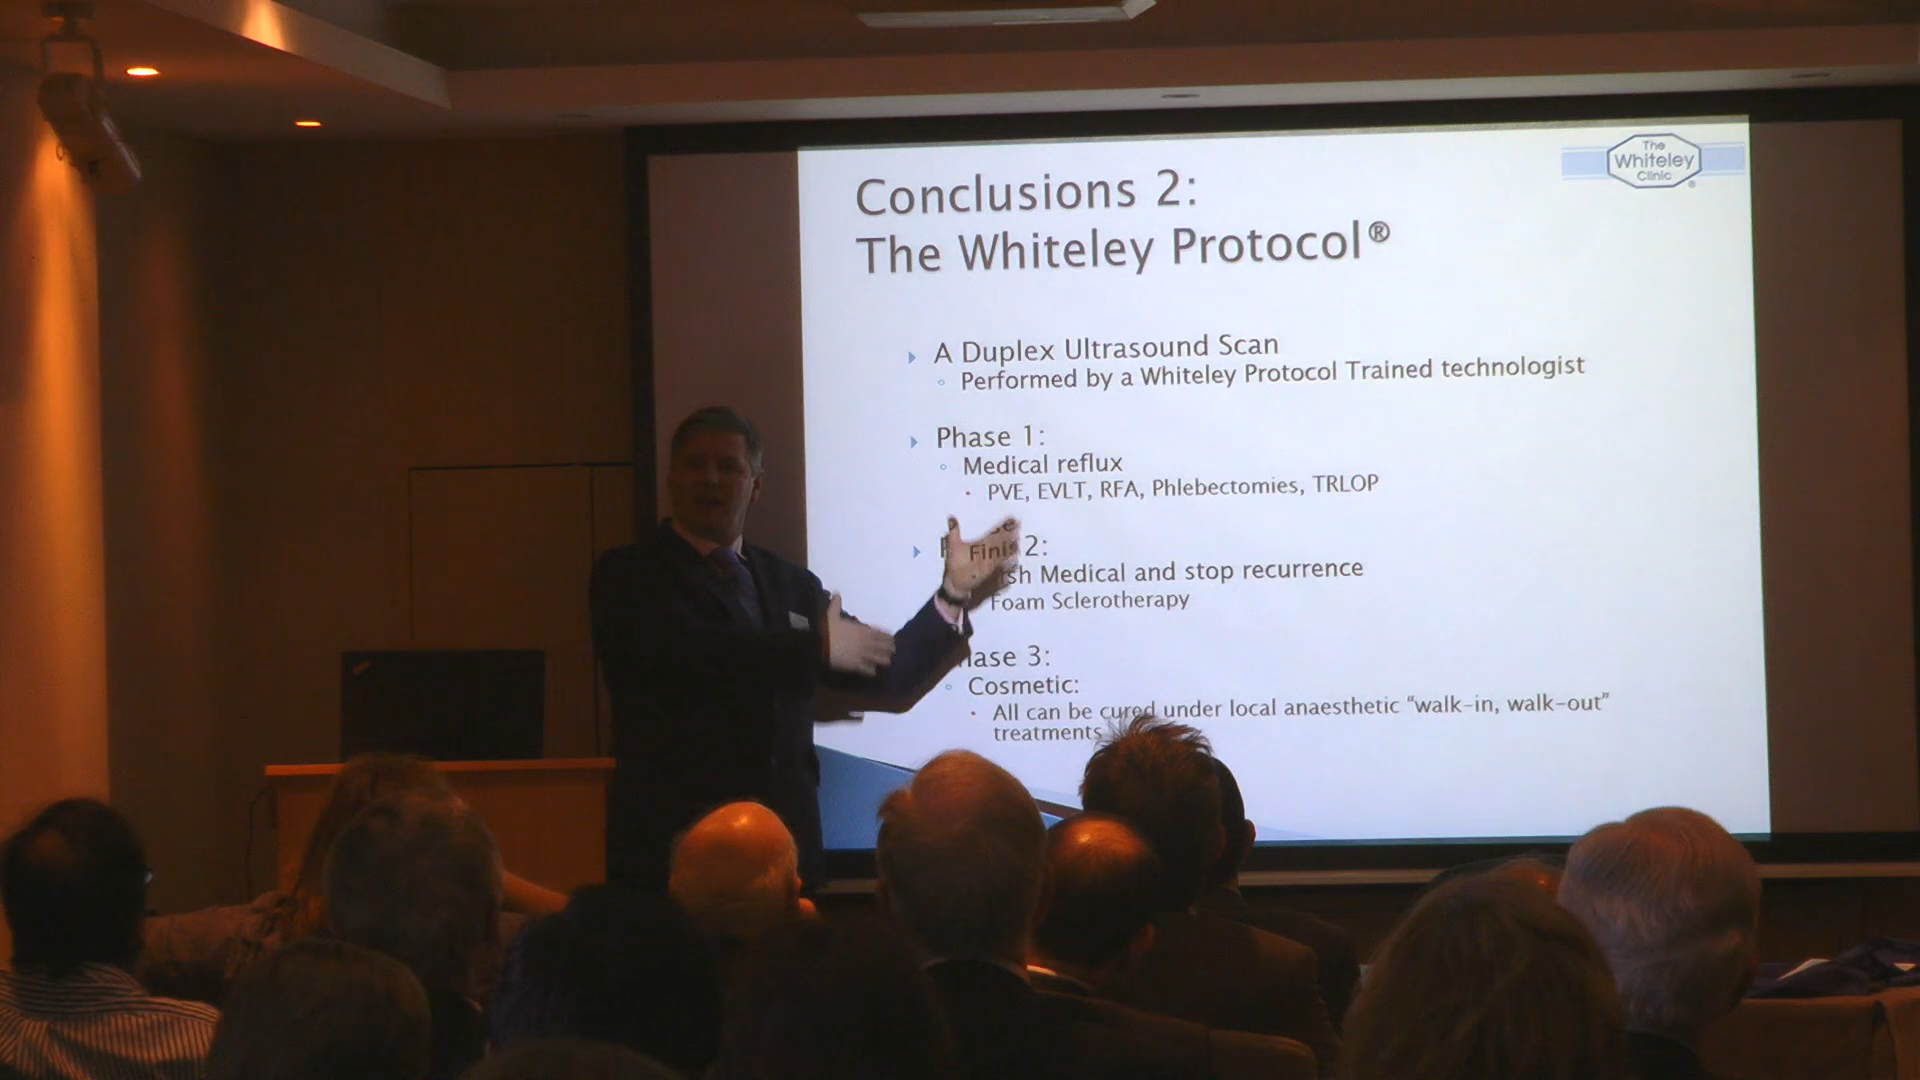 The
Whiteley
Clinic
®
Conclusions 2:
The Whiteley Protocol®
A Duplex Ultrasound Scan
Performed by a Whiteley Protocol Trained technologist
Phase 1:
Medical reflux
PVE, EVLT, RFA, Phlebectomies, TRLOP
2:
Medical and stop recurrence
Foam Sclerotherapy
ase 3:
Cosmetic:
All can be cured under local anaesthetic “walk-in, walk-out”
treatments